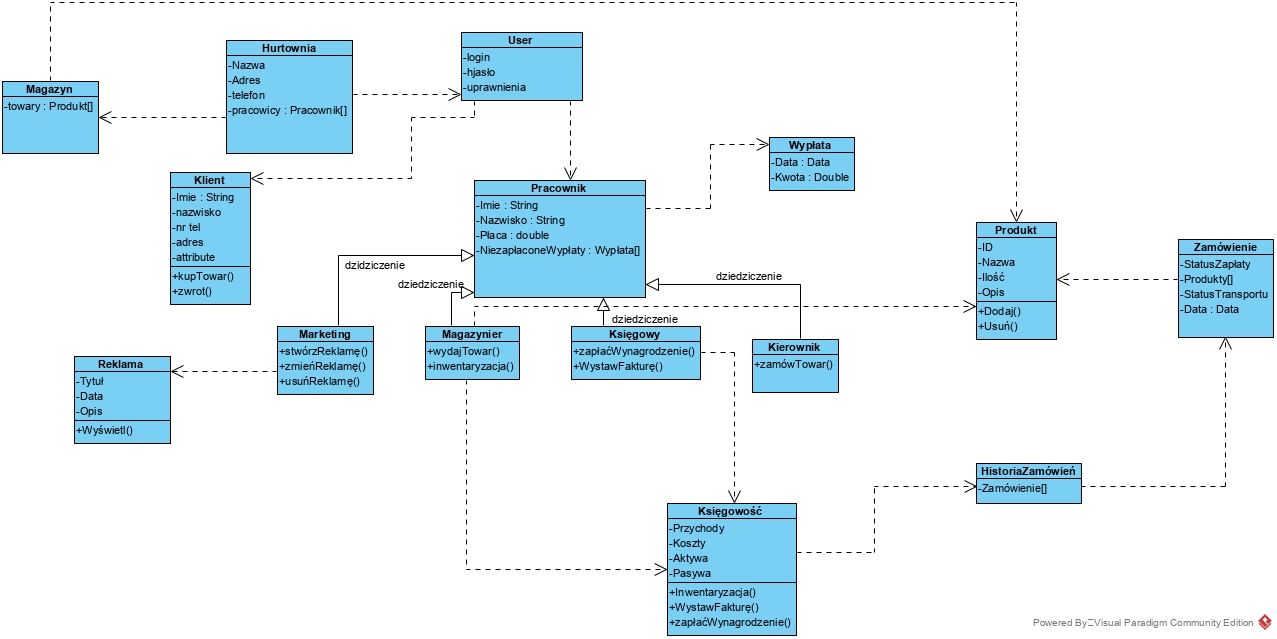 Hurtownia
-Nazwa
-Adres
-telefon
-pracowicy : Pracownik[]
User
-login
-hjasło
-uprawnienia
Magazyn
-towary : Produkt[]
Klient
-Imie : String
-nazwisko
-nr tel
-adres
-attribute
+kupTowar()
+zwrot()
Pracownik
-Imie : String
-Nazwisko : String
-Płaca : double
-NiezapłaconeWypłaty : Wypłata[]
Wypłata
-Data : Data
-Kwota : Double
Produkt
-ID
-Nazwa
-Ilość
-Opis
+Dodaj()
+Usuń()
Zamówienie
-StatusZapłaty
-Produkty[]
-StatusTransportu
-Data : Data
dzidziczenie
dziedziczenie
dziedziczenie
dziedziczenie
Marketing
+stwórzReklamę()
+zmieńReklamę()
+usuńReklamę()
Magazynier
+wydajTowar()
+inwentaryzacja()
Księgowy
+zapłaćWynagrodzenie()
+WystawFakturę()
Kierownik
+zamówTowar()
Reklama
-Tytuł
-Data
-Opis
+Wyświetl()
HistoriaZamówień
-Zamówienie[]
Księgowość
-Przychody
-Koszty
-Aktywa
-Pasywa
+Inwentaryzacja()
+WystawFakturę()
+zapłaćWynagrodzenie()
Powered By Visual Paradigm Community Edition